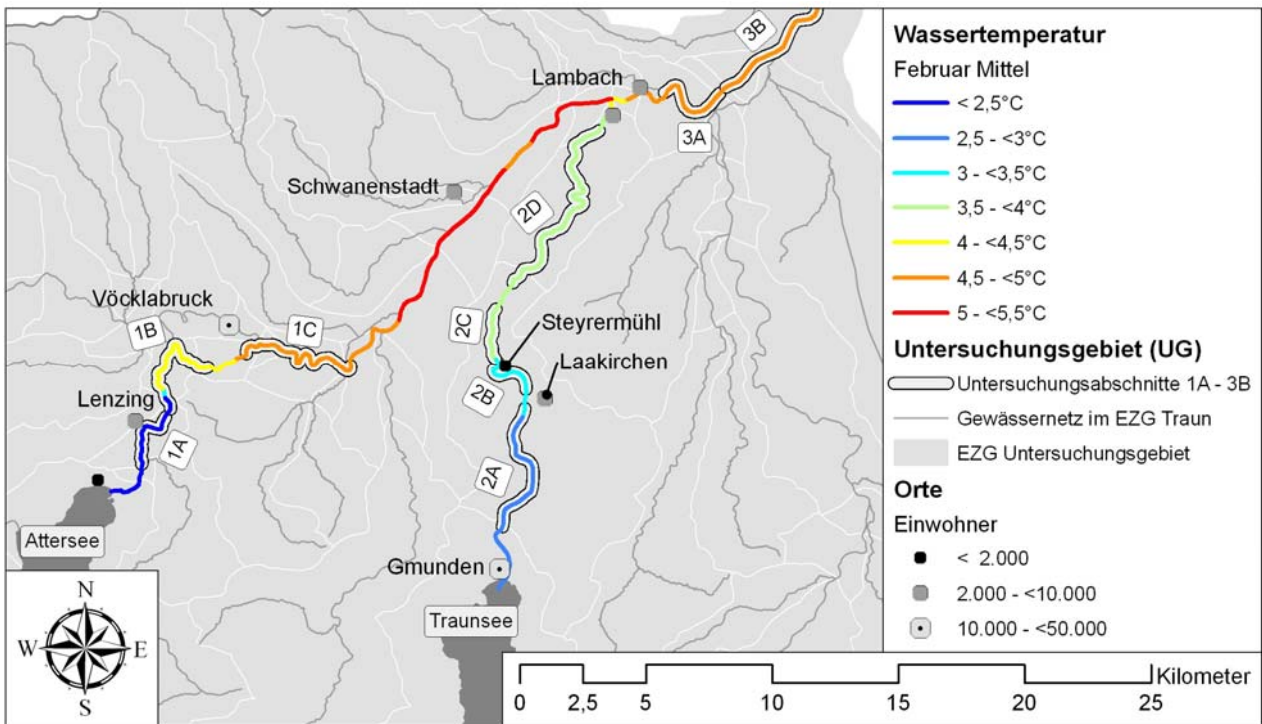 3B
Lambach
3A
Schwanenstadt
2D
Vöcklabruck
1B
1C
2C
Steyrermühl
Laakirchen
Lenzing
2B
1A
2A
Attersee
Gmunden
Traunsee
N
W
E
S
Wassertemperatur
Februar Mittel
< 2,5°C
2,5 - <3°C
3 - <3,5°C
3,5 - <4°C
4 - <4,5°C
4,5 - <5°C
5 - <5,5°C
Untersuchungsgebiet (UG)
Untersuchungsabschnitte 1A - 3B
Gewässernetz im EZG Traun
EZG Untersuchungsgebiet
Orte
Einwohner
< 2.000
2.000 - <10.000
10.000 - <50.000
Kilometer
0 2,5 5 10 15 20 25